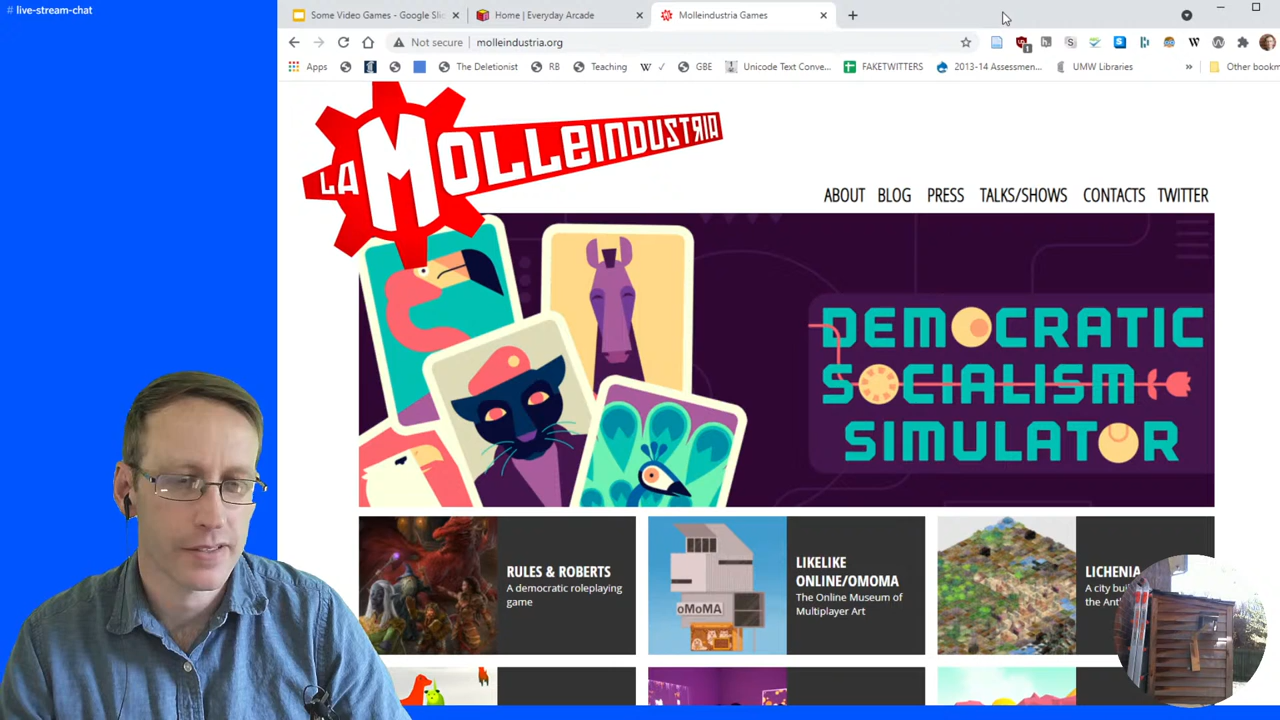 # live-stream-chat
Some Video Games - Google Slid
Home | Everyday Arcade
Molleindustria Games
Not secure | molleindustria.org
Apps
The Deletionist
RB
Teaching
GBE
Unicode Text Conve...
FAKETWITTERS
2013-14 Assessmen...
UMW Libraries
»
Other bookm
LA MOLLEINDUSTRIA
ABOUT BLOG PRESS TALKS/SHOWS CONTACTS TWITTER
DEMOCRATIC
SOCIALISM
SIMULATOR
RULES & ROBERTS
A democratic roleplaying
game
oMoMA
LIKELIKE
ONLINE/OMOMA
The Online Museum of
Multiplayer Art
LICHENIA
A city bui
the Ant